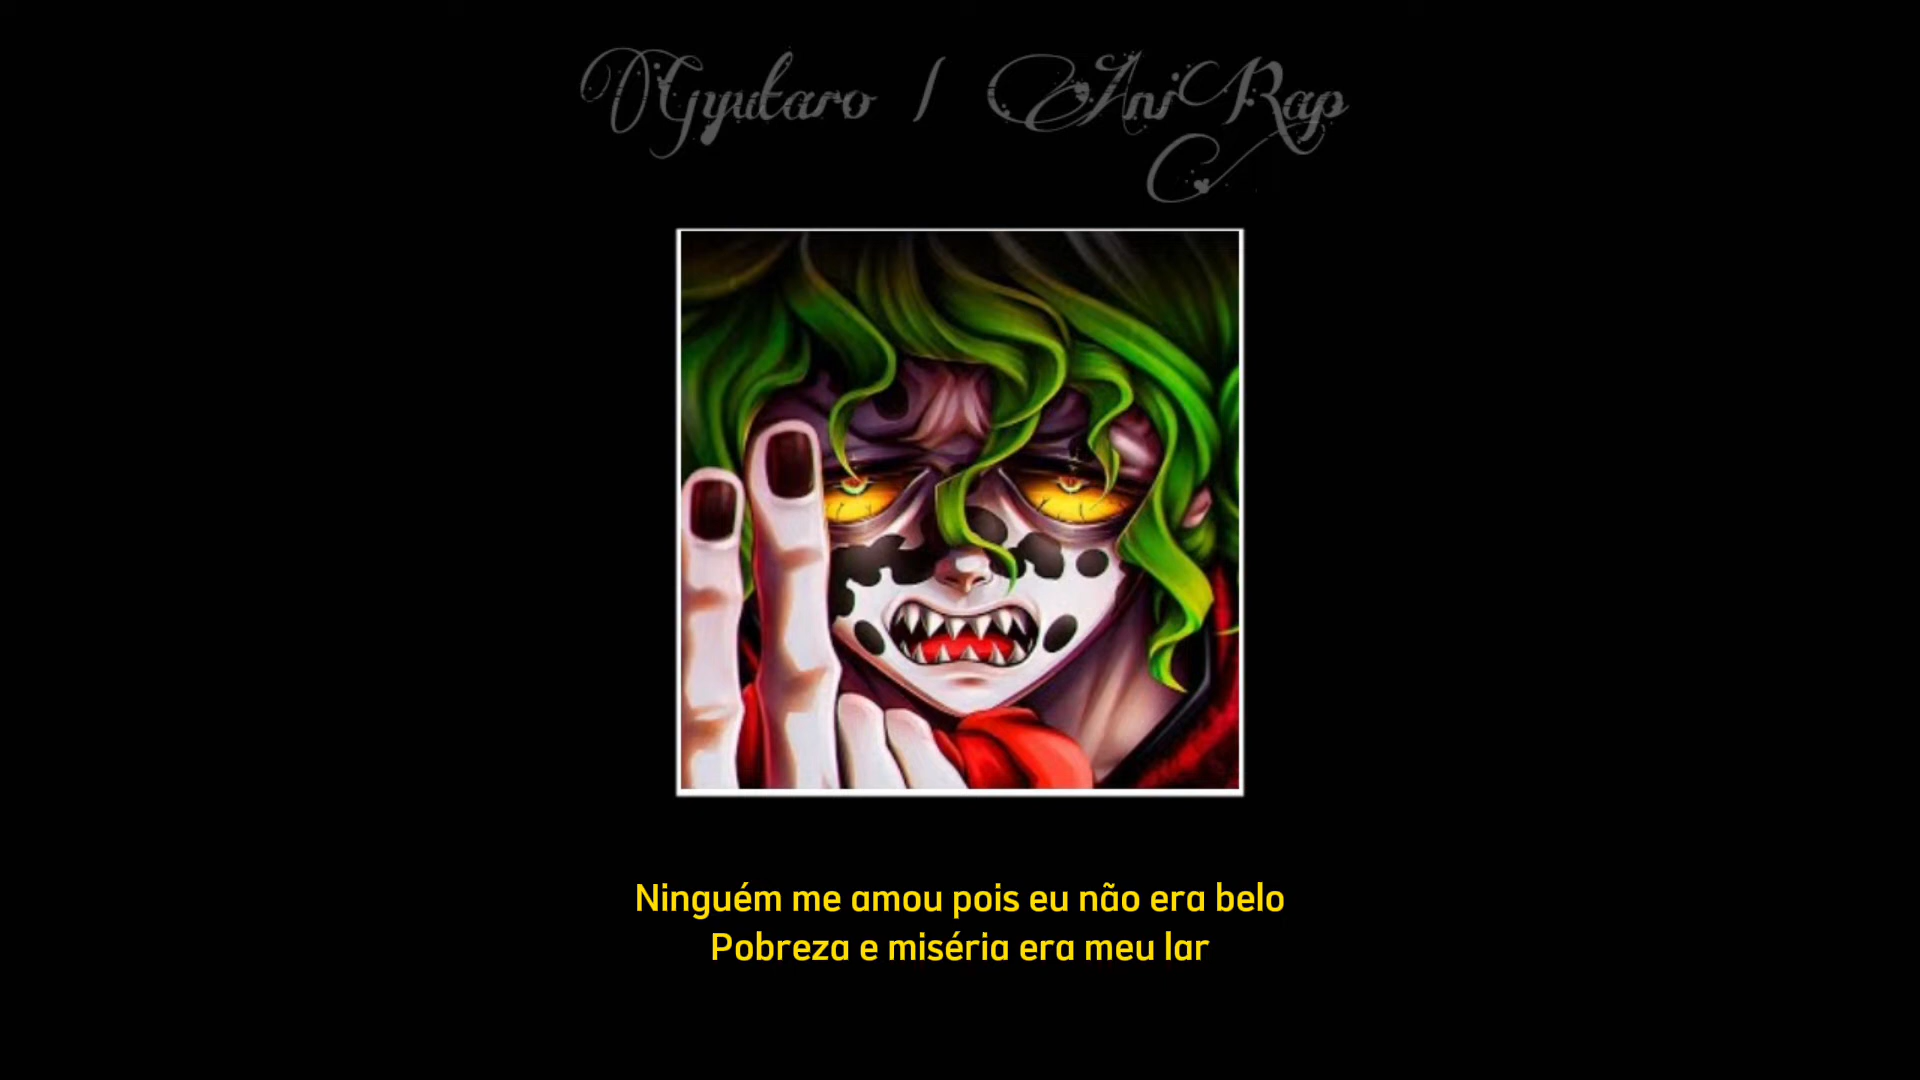 Gyutaro / AniRap
Ninguém me amou pois eu não era belo
Pobreza e miséria era meu lar